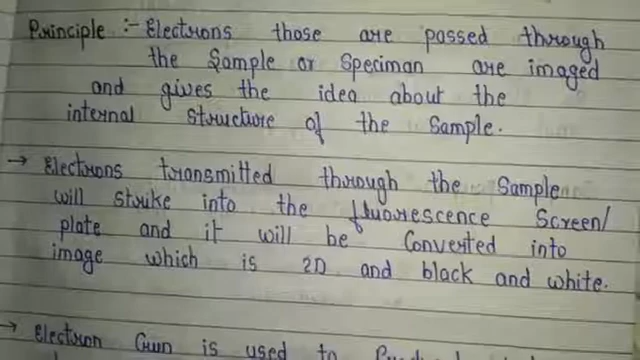 Principle :- Electrons those are passed through
the Sample or Speciman are imaged
and gives the idea about the
internal structure of the Sample.
→ Electrons transmitted through the Sample
will strike into the fluorescence Screen/
plate and it will be Converted into
image which is 2D and black and white.
→ Electron Gun is used to